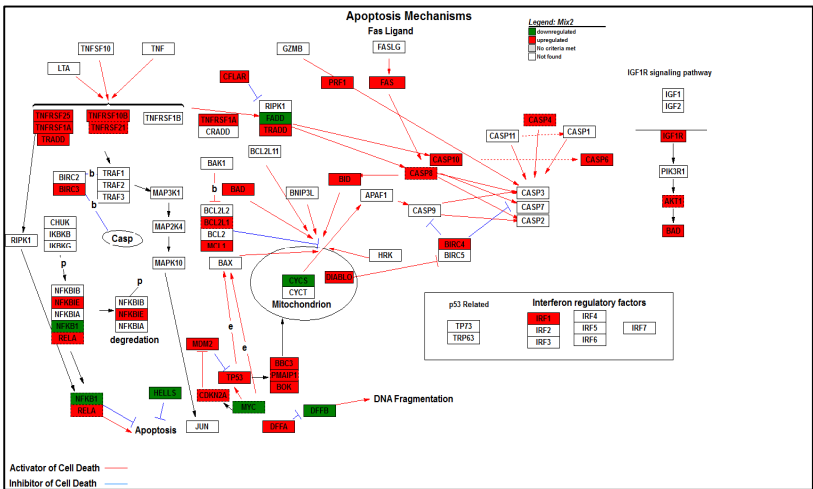 Apoptosis Mechanisms
Fas Ligand
Legend: Mix2
downregulated
upregulated
No criteria met
Not found
TNFSF10
TNF
LTA
GZMB
FASLG
CFLAR
PRF1
FAS
IGF1R signaling pathway
IGF1
IGF2
TNFRSF25
TNFRSF10B
TNFRSF1B
TNFRSF1A
TNFRSF21
TRADD
TNFRSF1A
CRADD
RIPK1
FADD
TRADD
CASP4
CASP11
CASP1
IGF1R
BCL2L11
CASP10
CASP6
BIRC2
BIRC3
b
b
TRAF1
TRAF2
TRAF3
BAK1
b
BAD
BID
CASP8
PIK3R1
MAP3K1
BNIP3L
APAF1
CASP3
CASP7
CASP2
CASP9
AKT1
BAD
BCL2L2
BCL2L1
BCL2
MCL1
CHUK
IKBKB
IKBKG
RIPK1
Casp
MAP2K4
BIRC4
BIRC5
HRK
BAX
MAPK10
p
p
NFKBIB
NFKBIE
NFKBIA
NFKB1
RELA
NFKBIB
NFKBIE
NFKBIA
degredation
CYCS
CYCT
Mitochondrion
DIABLO
p53 Related
TP73
TRP63
Interferon regulatory factors
IRF1
IRF2
IRF3
IRF4
IRF5
IRF6
IRF7
e
e
MDM2
TP53
BBC3
PMAIP1
BOK
NFKB1
RELA
HELLS
CDKN2A
MYC
DFFB
DFFA
DNA Fragmentation
Apoptosis
JUN
Activator of Cell Death
Inhibitor of Cell Death